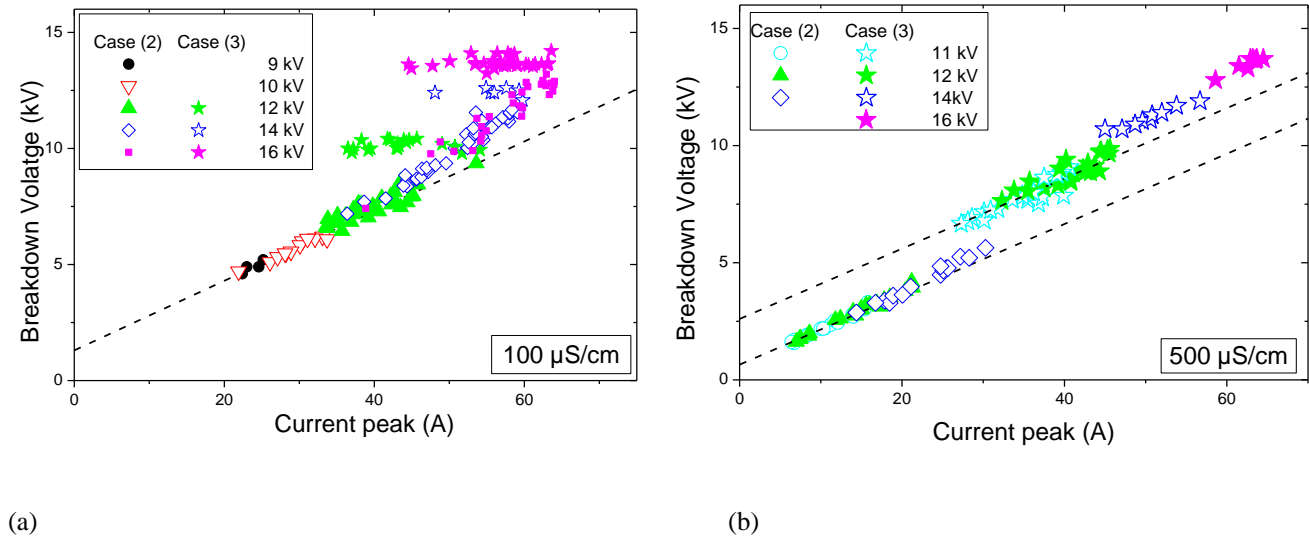 15
10
5
0
0
20
40
60
Breakdown Volatge (kV)
Current peak (A)
Case (2) Case (3)
9 kV
10 kV
12 kV
14 kV
16 kV
100 µS/cm
15
10
5
0
0
20
40
60
Breakdown Voltage (kV)
Current peak (A)
Case (2) Case (3)
11 kV
12 kV
14kV
16 kV
500 µS/cm
(a)
(b)